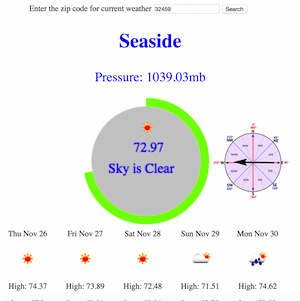 Enter the zip code for current weather 32459 Search
Seaside
Pressure: 1039.03mb
72.97
Sky is Clear
N
W
E
S
Thu Nov 26 Fri Nov 27 Sat Nov 28 Sun Nov 29 Mon Nov 30
High: 74.37 High: 73.89 High: 72.48 High: 71.51 High: 74.62